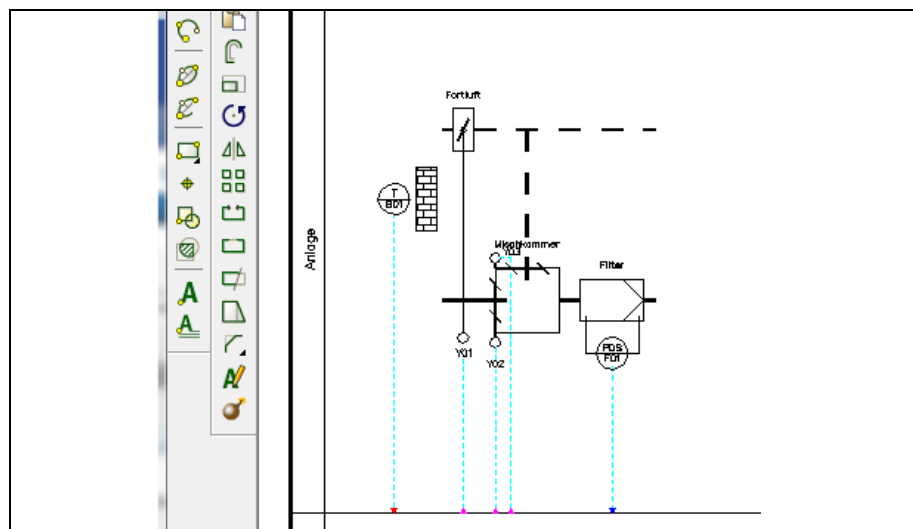 Fortluft
T
B01
Anlage
Mischkammer
Y03
Filter
Y01
Y02
PDS
F01